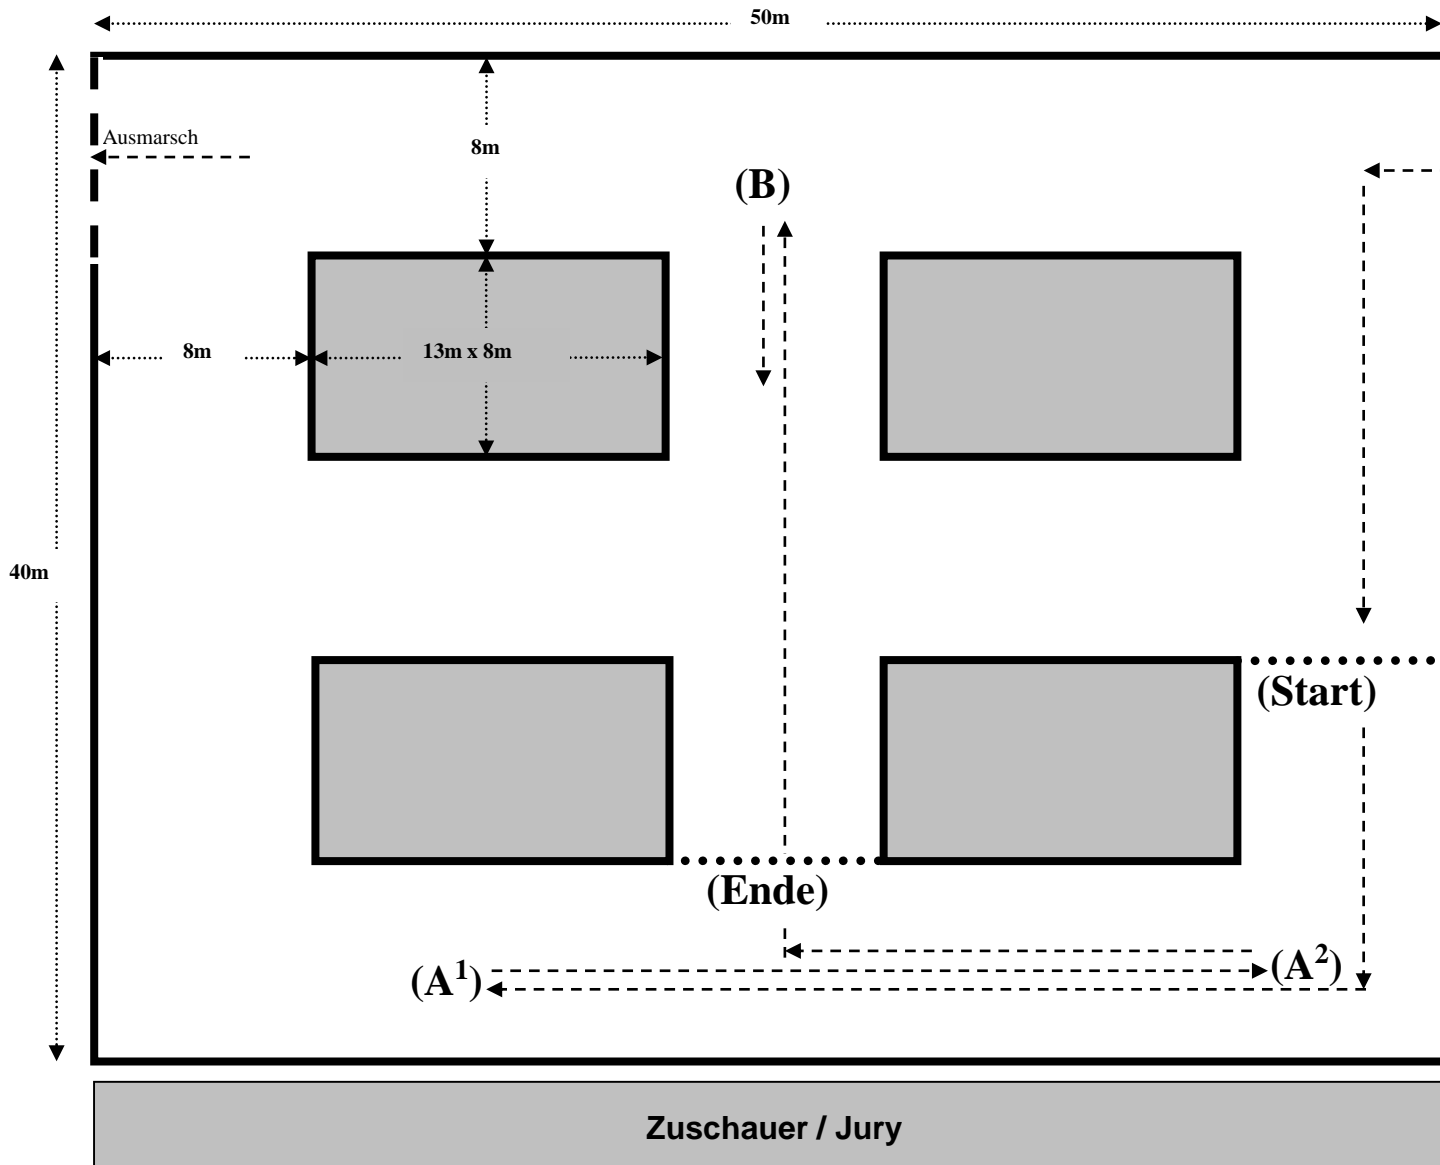 50m
Ausmarsch
8m
(B)
8m
13m x 8m
40m
(Start)
(Ende)
(A¹)
(A²)
Zuschauer / Jury